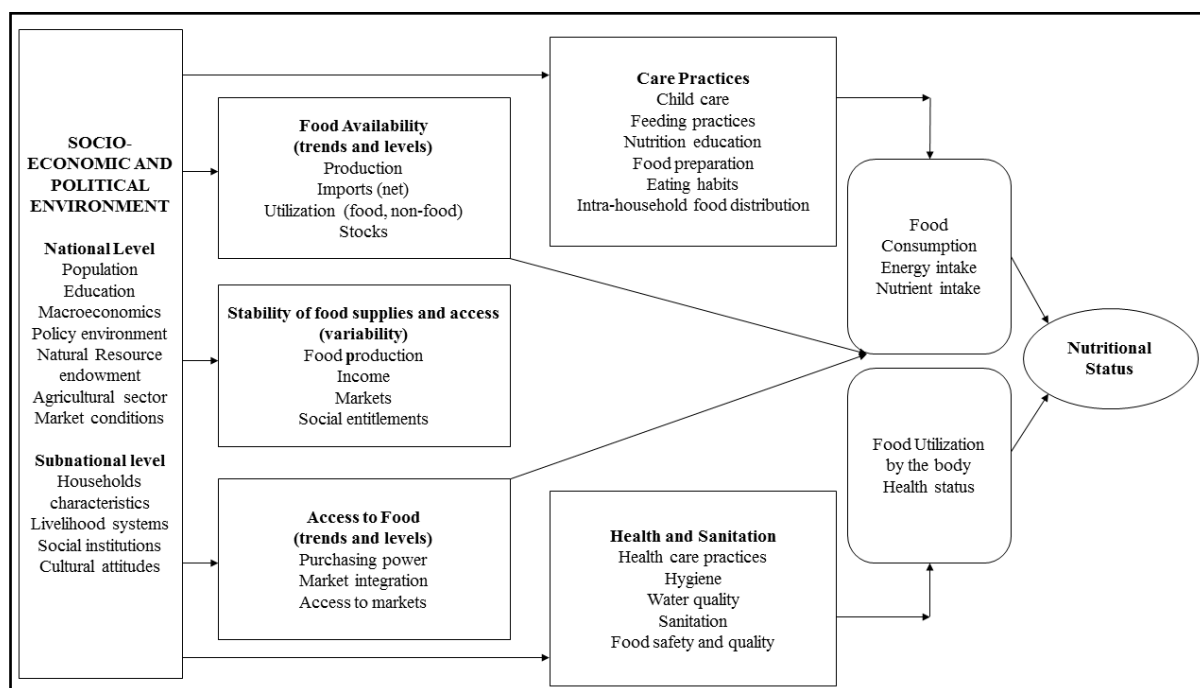 SOCIO-
ECONOMIC AND
POLITICAL
ENVIRONMENT
National Level
Population
Education
Macroeconomics
Policy environment
Natural Resource
endowment
Agricultural sector
Market conditions
Subnational level
Households
characteristics
Livelihood systems
Social institutions
Cultural attitudes
Food Availability
(trends and levels)
Production
Imports (net)
Utilization (food, non-food)
Stocks
Stability of food supplies and access
(variability)
Food production
Income
Markets
Social entitlements
Access to Food
(trends and levels)
Purchasing power
Market integration
Access to markets
Care Practices
Child care
Feeding practices
Nutrition education
Food preparation
Eating habits
Intra-household food distribution
Health and Sanitation
Health care practices
Hygiene
Water quality
Sanitation
Food safety and quality
Food
Consumption
Energy intake
Nutrient intake
Food Utilization
by the body
Health status
Nutritional
Status